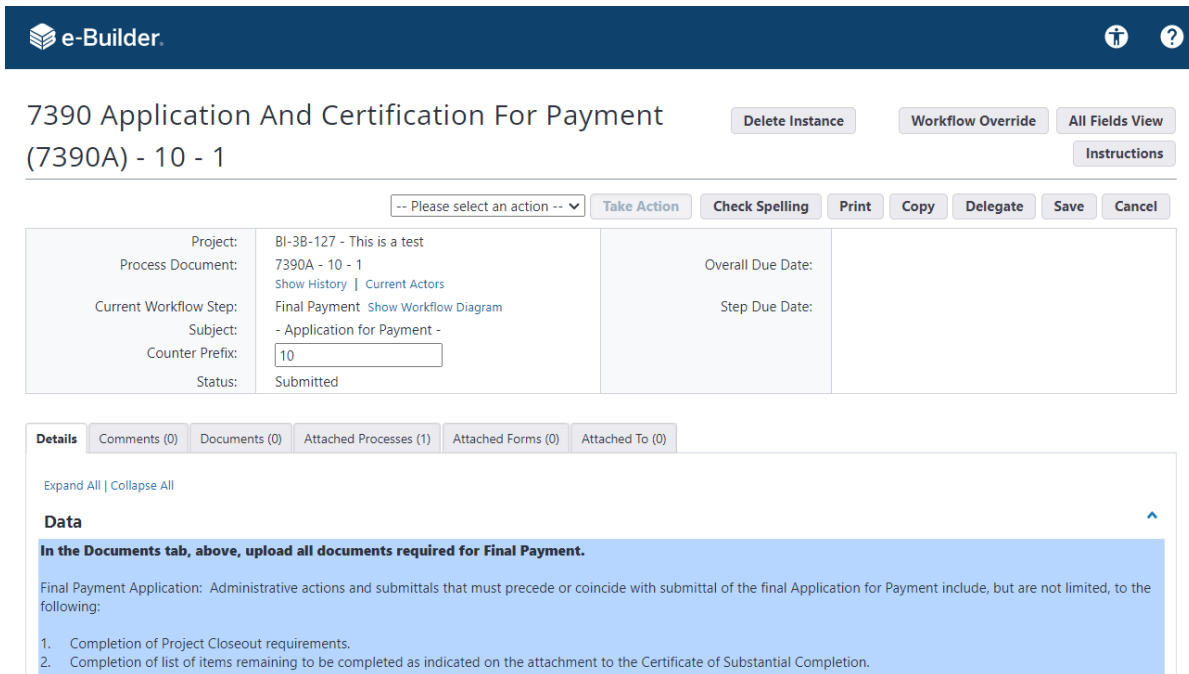 e-Builder.
7390 Application And Certification For Payment
(7390A) - 10 - 1
Delete Instance
Workflow Override
All Fields View
Instructions
-- Please select an action --
Take Action
Check Spelling
Print
Copy
Delegate
Save
Cancel
Project: BI-3B-127 - This is a test
Process Document: 7390A - 10 - 1
Overall Due Date:
Show History | Current Actors
Current Workflow Step: Final Payment Show Workflow Diagram
Step Due Date:
Subject: - Application for Payment -
Counter Prefix: 10
Status: Submitted
Details Comments (0) Documents (0) Attached Processes (1) Attached Forms (0) Attached To (0)
Expand All | Collapse All
Data
In the Documents tab, above, upload all documents required for Final Payment.
Final Payment Application: Administrative actions and submittals that must precede or coincide with submittal of the final Application for Payment include, but are not limited, to the
following:
1. Completion of Project Closeout requirements.
2. Completion of list of items remaining to be completed as indicated on the attachment to the Certificate of Substantial Completion.